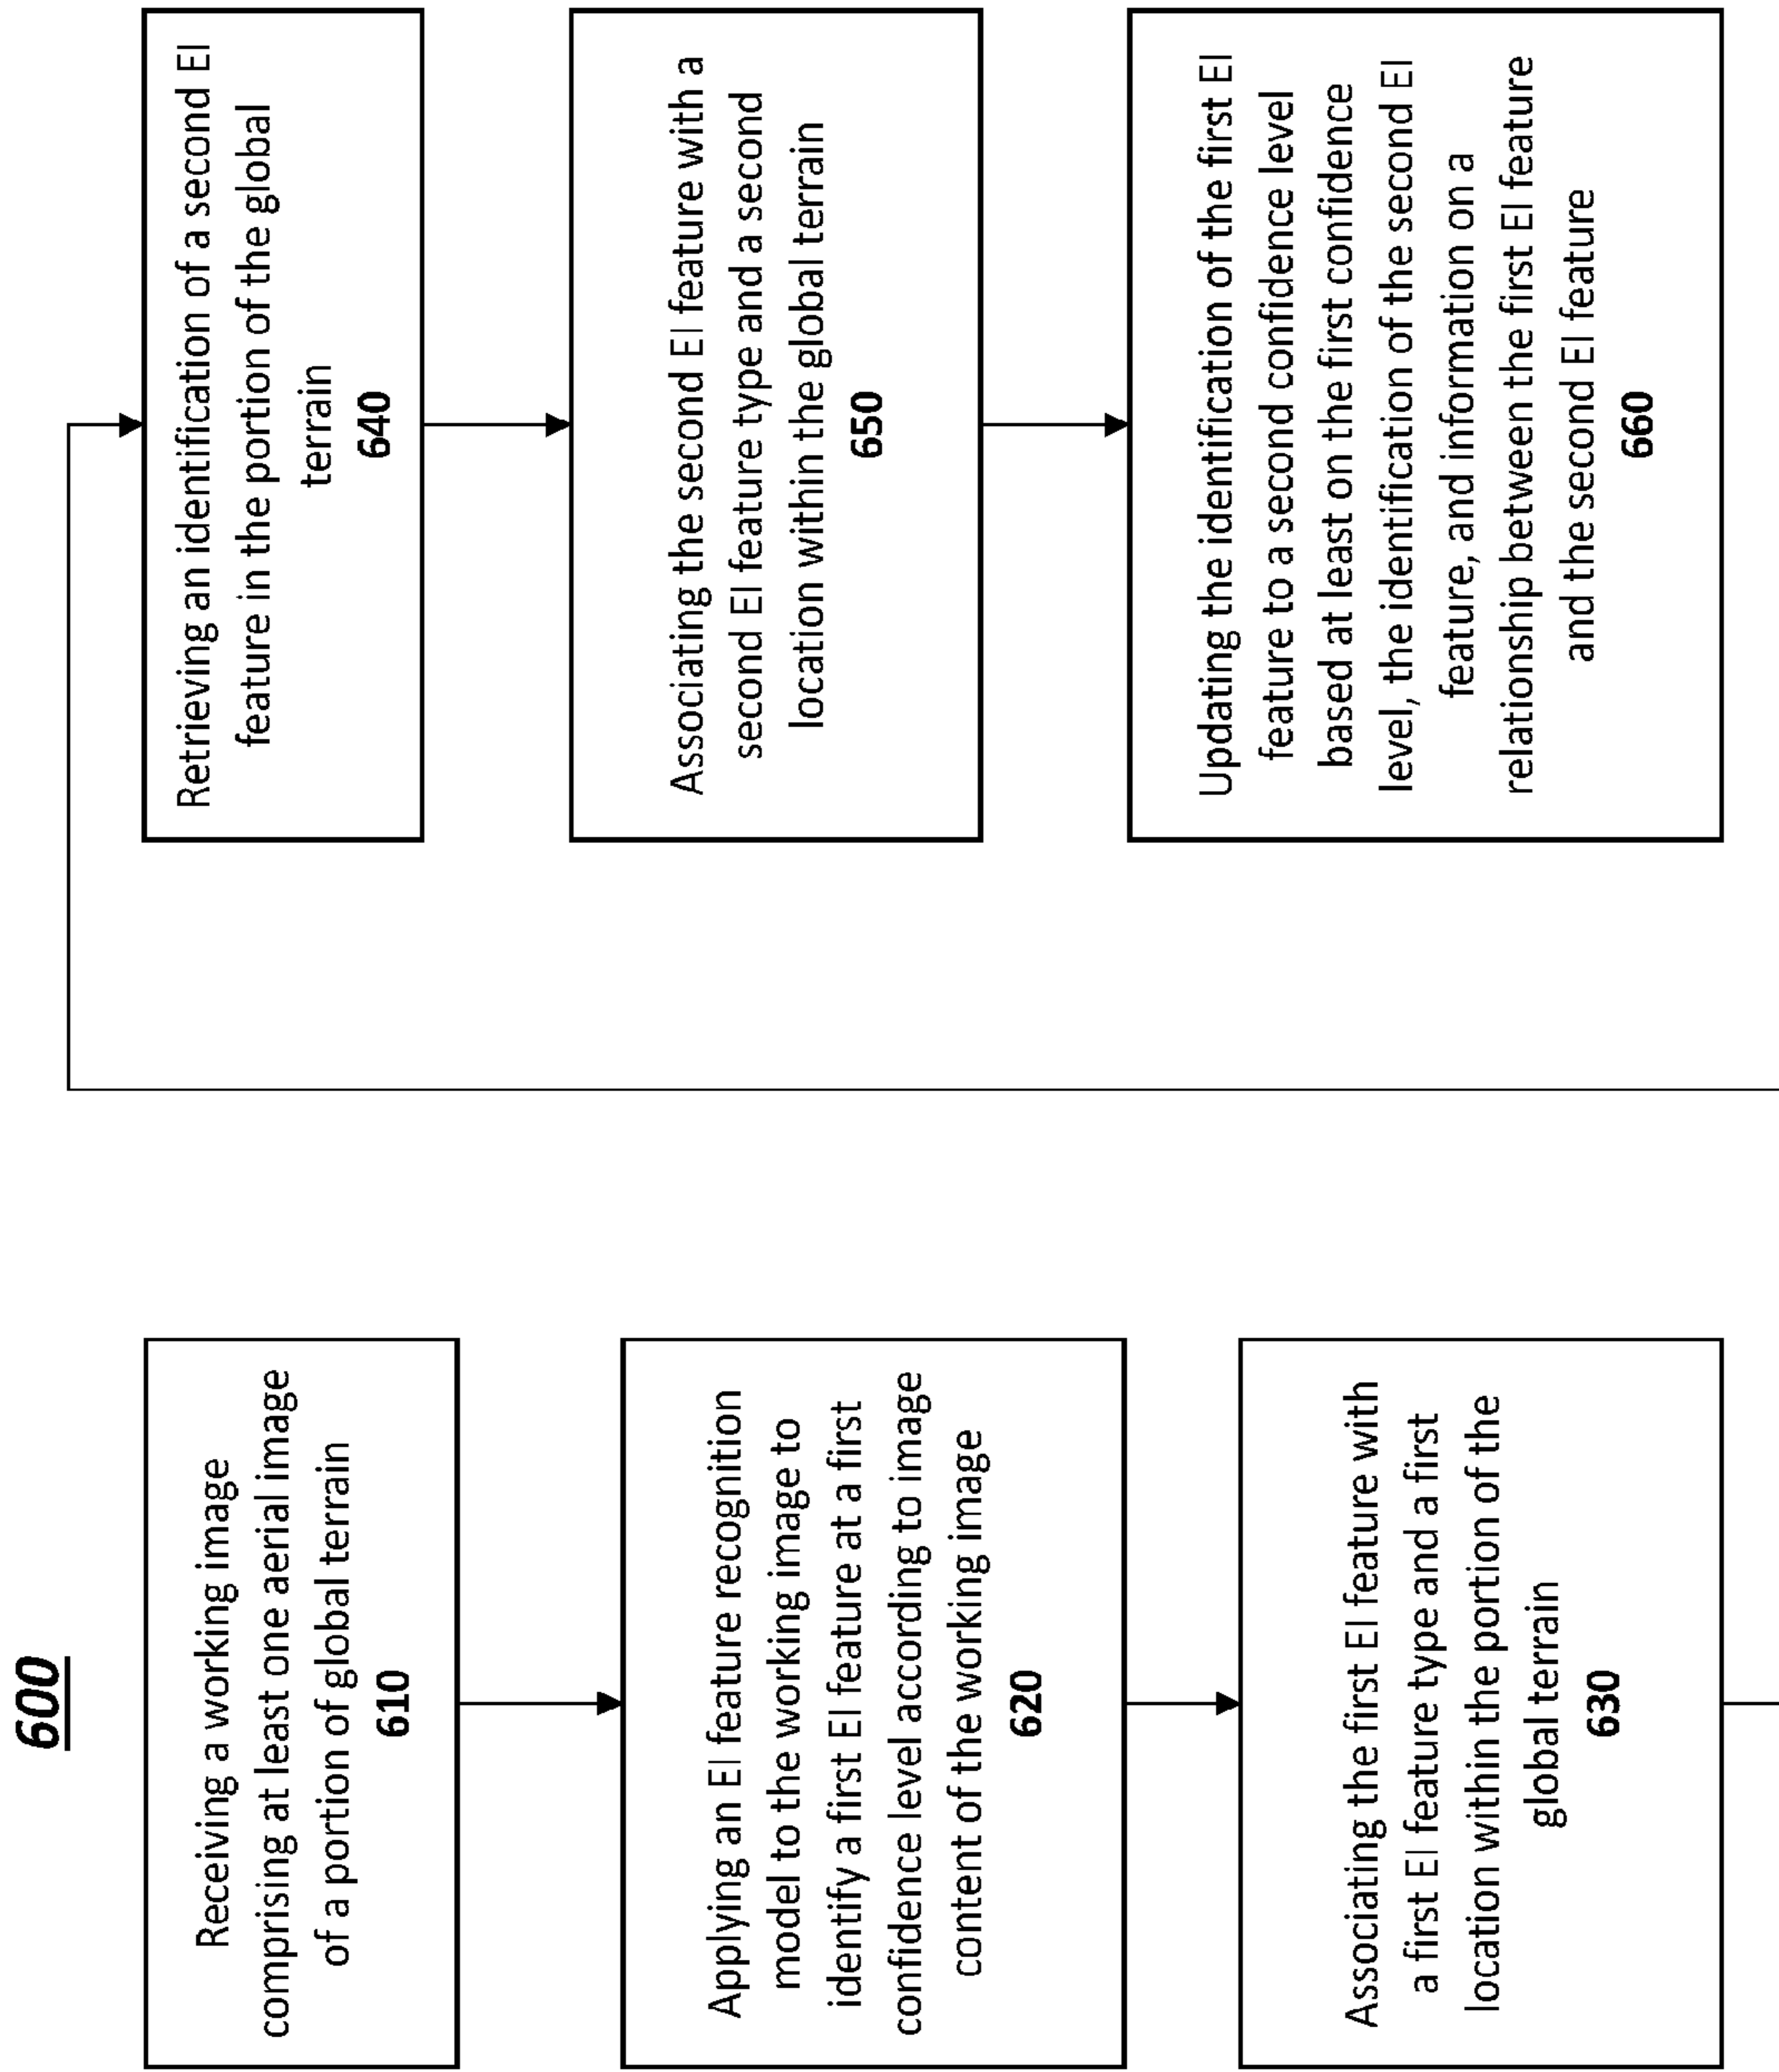 600
Receiving a working image
comprising at least one aerial image
of a portion of global terrain
610
Applying an EI feature recognition
model to the working image to
identify a first EI feature at a first
confidence level according to image
content of the working image
620
Associating the first EI feature with
a first EI feature type and a first
location within the portion of the
global terrain
630
Retrieving an identification of a second EI
feature in the portion of the global
terrain
640
Associating the second EI feature with a
second EI feature type and a second
location within the global terrain
650
Updating the identification of the first EI
feature to a second confidence level
based at least on the first confidence
level, the identification of the second EI
feature, and information on a
relationship between the first EI feature
and the second EI feature
660